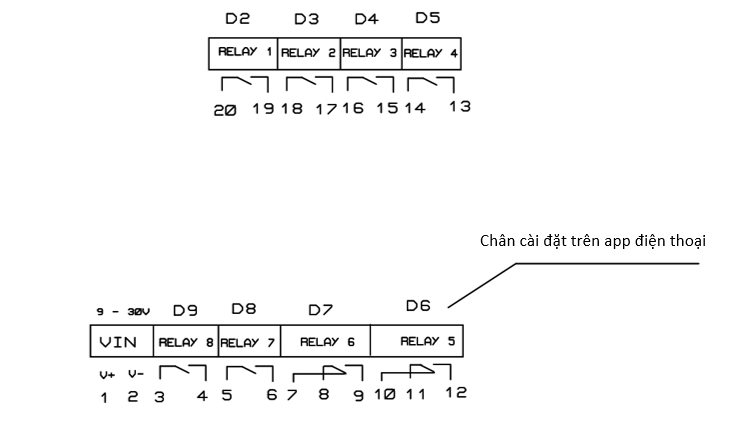 D2 D3 D4 D5
RELAY 1 RELAY 2 RELAY 3 RELAY 4
20 19 18 17 16 15 14 13
Chân cài đặt trên app điện thoại
9 - 30V D9 D8 D7 D6
VIN RELAY 8 RELAY 7 RELAY 6 RELAY 5
V+ V-
1 2 3 4 5 6 7 8 9 10 11 12